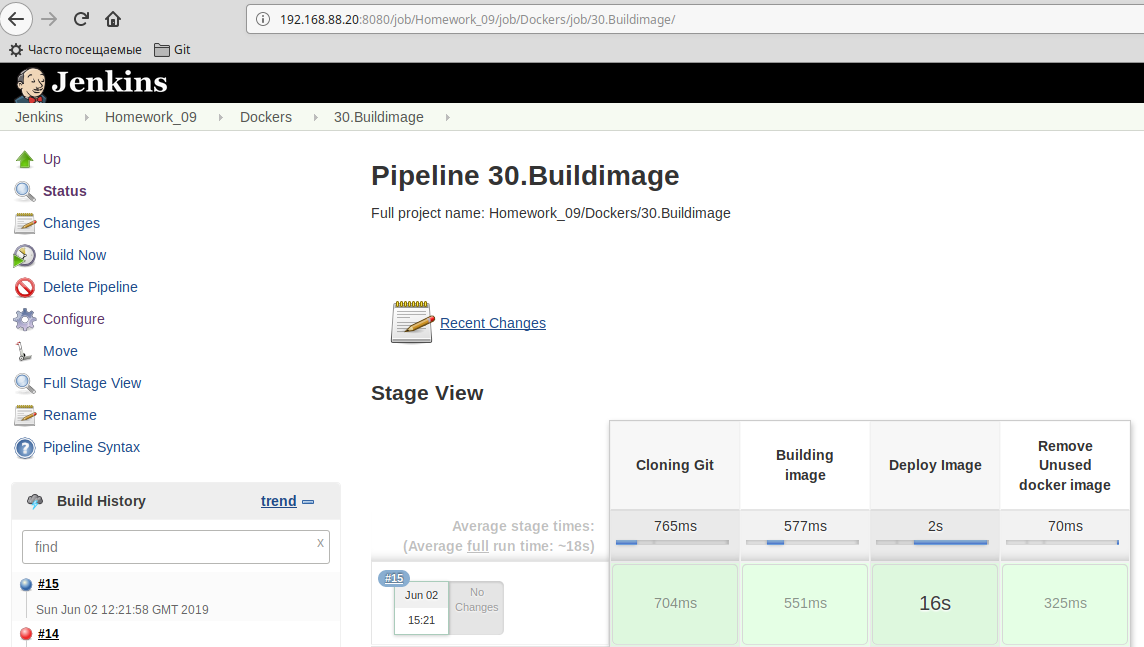 192.168.88.20:8080/job/Homework_09/job/Dockers/job/30.Buildimage/
Часто посещаемые Git
Jenkins
Jenkins Homework_09 Dockers 30.Buildimage
Up
Status
Changes
Build Now
Delete Pipeline
Configure
Move
Full Stage View
Rename
Pipeline Syntax
Build History trend
find x
#15
Sun Jun 02 12:21:58 GMT 2019
#14
Pipeline 30.Buildimage
Full project name: Homework_09/Dockers/30.Buildimage
Recent Changes
Stage View
Cloning Git
Building
image
Deploy Image
Remove
Unused
docker image
Average stage times:
(Average full run time: ~18s)
765ms 577ms 2s 70ms
#15
Jun 02
15:21
No
Changes
704ms 551ms 16s 325ms